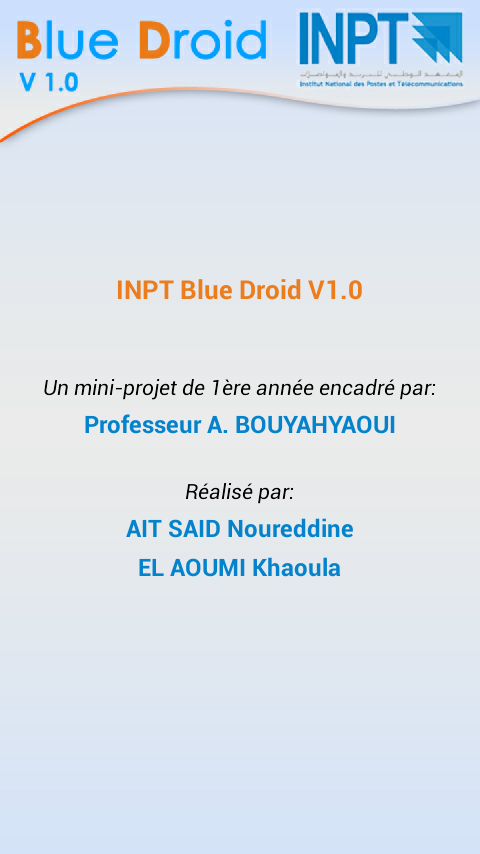 Blue Droid
V 1.0
INPT
Institut National des Postes et Télécommunications
INPT Blue Droid V1.0
Un mini-projet de 1ère année encadré par:
Professeur A. BOUYAHYAOUI
Réalisé par:
AIT SAID Noureddine
EL AOUMI Khaoula